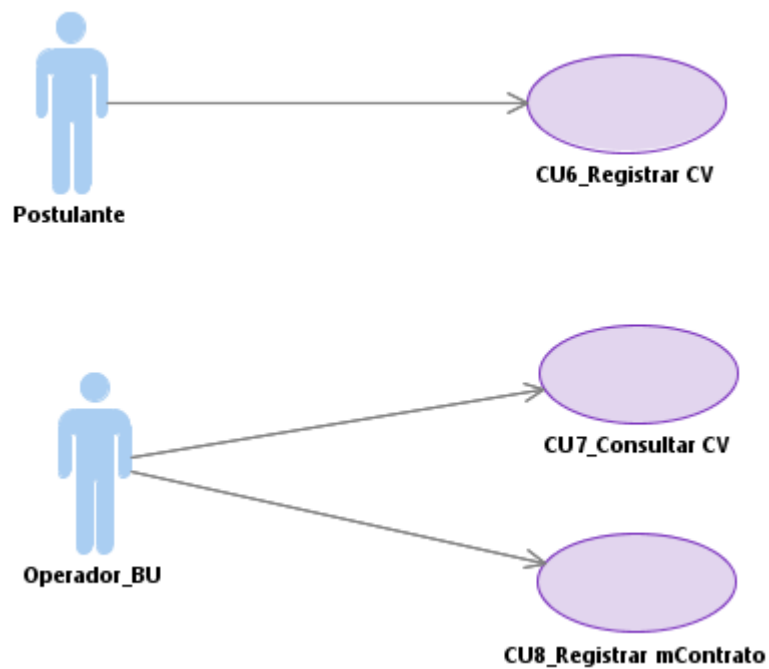 CU6_Registrar CV
Postulante
CU7_Consultar CV
Operador_BU
CU8_Registrar mContrato